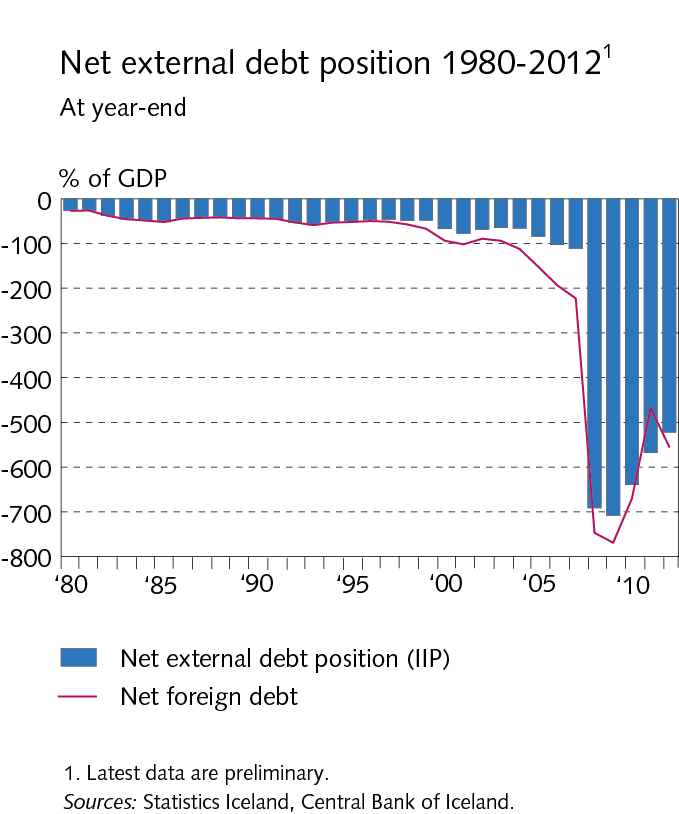 Net external debt position 1980-2012¹
At year-end
% of GDP
0
-100
-200
-300
-400
-500
-600
-700
-800
‘80 ‘85 ‘90 ‘95 ‘00 ‘05 ‘10
Net external debt position (IIP)
Net foreign debt
1. Latest data are preliminary.
Sources: Statistics Iceland, Central Bank of Iceland.